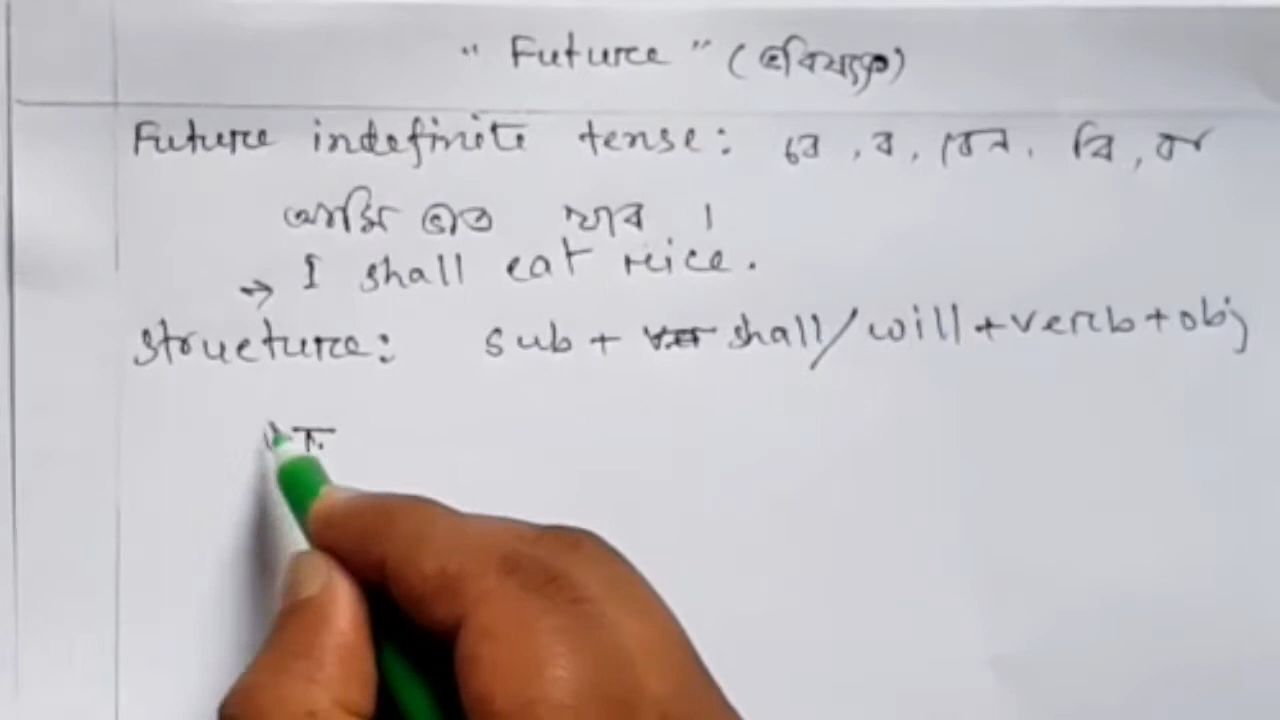 " Future " (ভবিষ্যৎ)
Future indefinite tense: বে, ব, বেন, বি,
আমি ভাত খাব ।
→ I shall eat rice.
structure: sub + shall/will + verb + obj